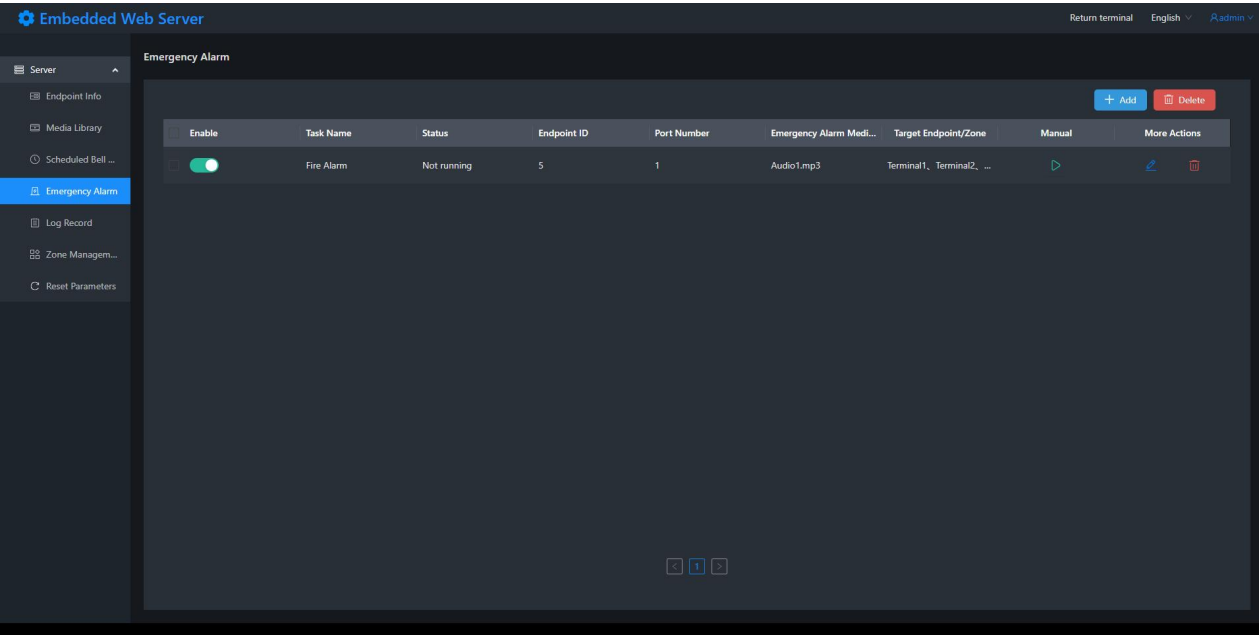 Embedded Web Server
Return terminal English admin
Emergency Alarm
Server
Endpoint Info
Media Library
Scheduled Bell ...
Emergency Alarm
Log Record
Zone Managem...
Reset Parameters
+ Add Delete
Enable Task Name Status Endpoint ID Port Number Emergency Alarm Medi... Target Endpoint/Zone Manual More Actions
Fire Alarm Not running 5 1 Audio1.mp3 Terminal1、Terminal2、 ...
< 1 >